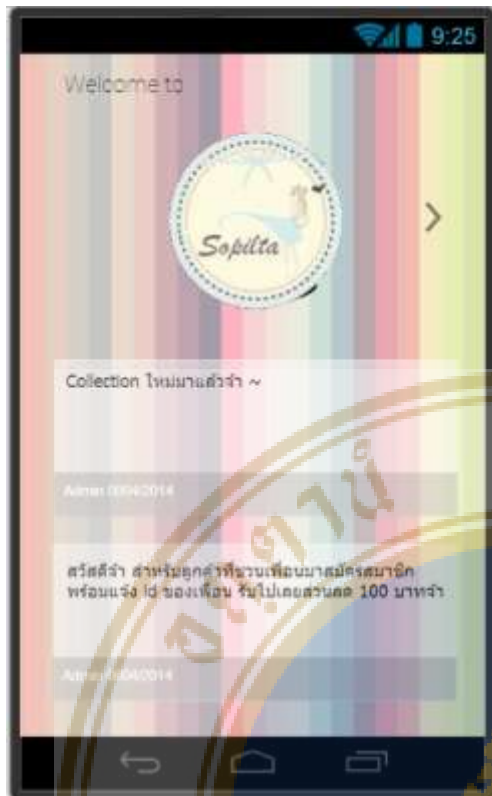 9:25
Welcome to
Sopilta
Collection ใหม่มาแล้วจ้า ~
Admin
สวัสดีจ้า สำหรับลูกค้าที่ชวนเพื่อนมาสมัครสมาชิก
พร้อมแจ้ง id ของเพื่อน รับไปเลยส่วนลด 100 บาทจ้า
Admin